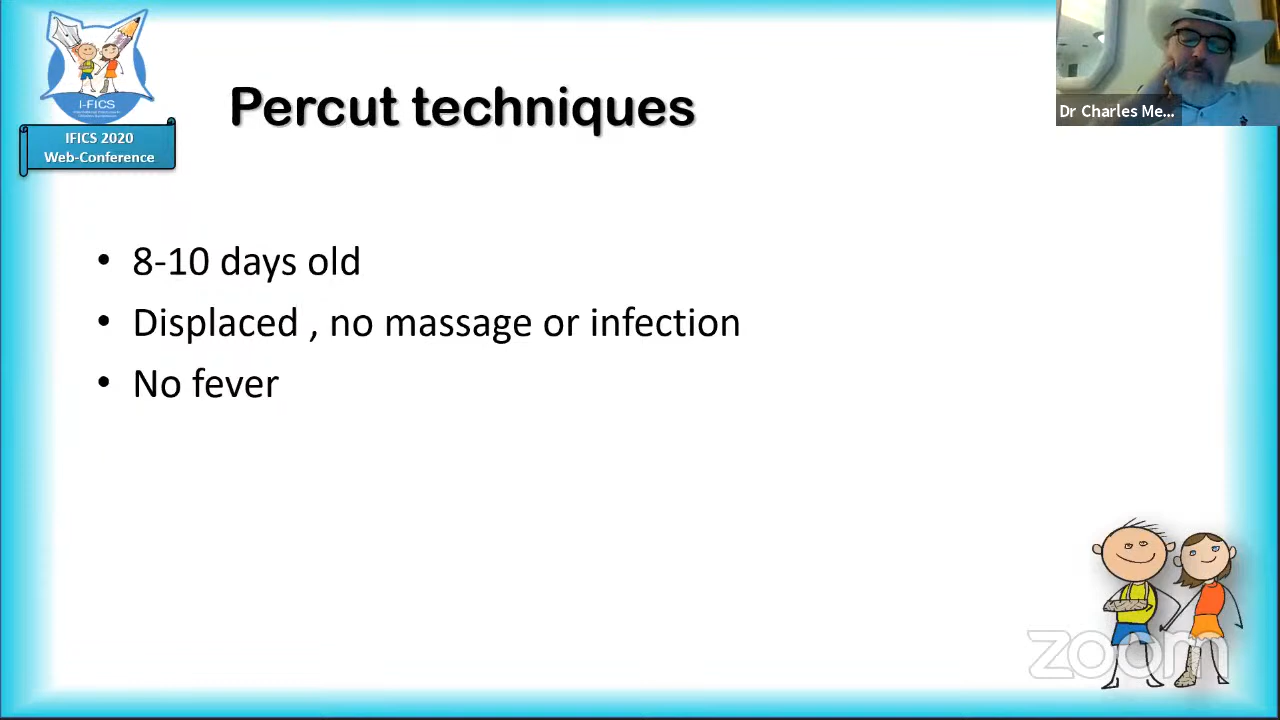 I-FICS
IFICS 2020
Web-Conference
Percut techniques
Dr Charles Me...
• 8-10 days old
• Displaced , no massage or infection
• No fever
zoom